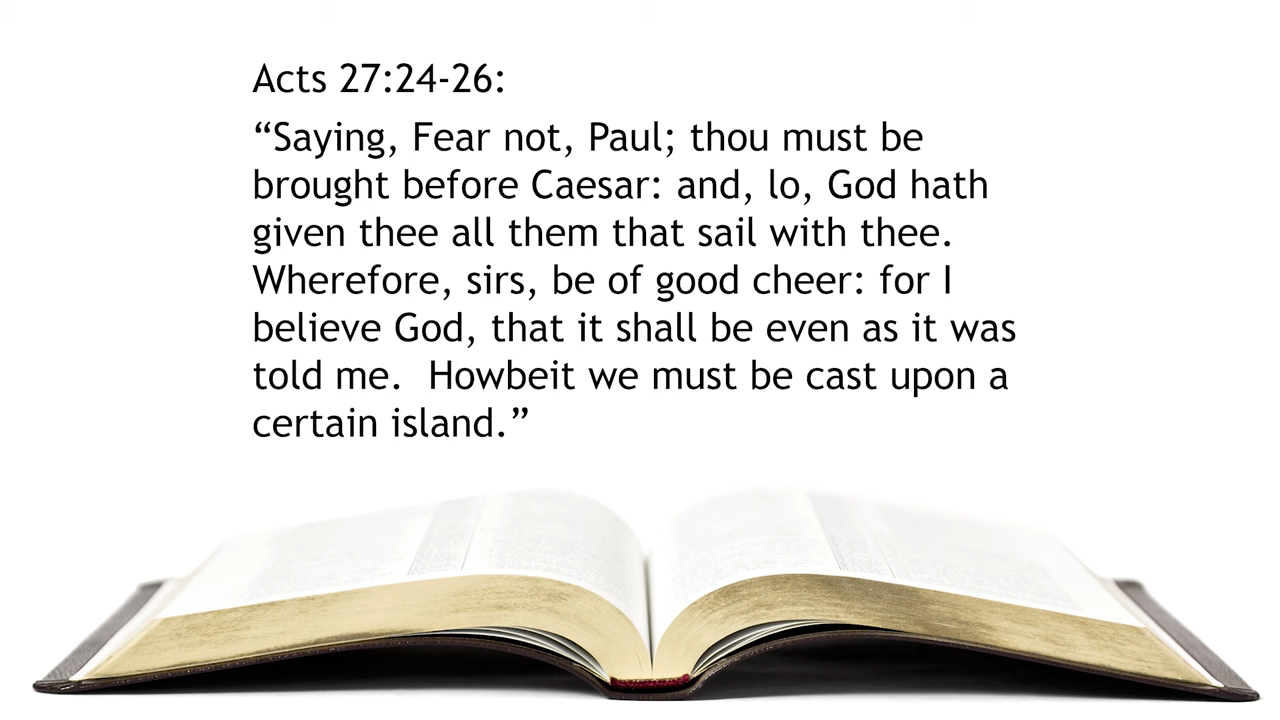 Acts 27:24-26:
“Saying, Fear not, Paul; thou must be
brought before Caesar: and, lo, God hath
given thee all them that sail with thee.
Wherefore, sirs, be of good cheer: for I
believe God, that it shall be even as it was
told me.  Howbeit we must be cast upon a
certain island.”